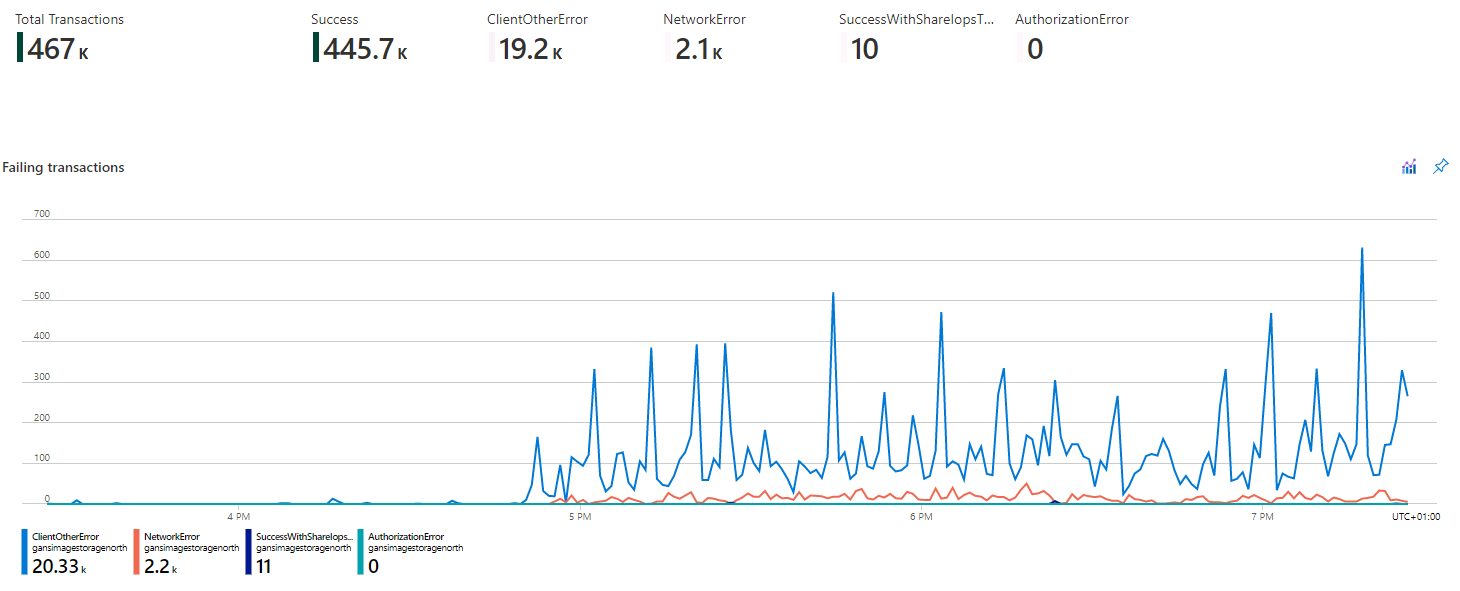 Total Transactions Success ClientOtherError NetworkError SuccessWithShareIopsT... AuthorizationError
467 K 445.7 K 19.2 K 2.1 K 10 0
Failing transactions
700
600
500
400
300
200
100
0
4 PM 5 PM 6 PM 7 PM UTC+01:00
ClientOtherError NetworkError SuccessWithShareIops... AuthorizationError
gansimagestoragenorth gansimagestoragenorth gansimagestoragenorth gansimagestoragenorth
20.33 k 2.2 k 11 0